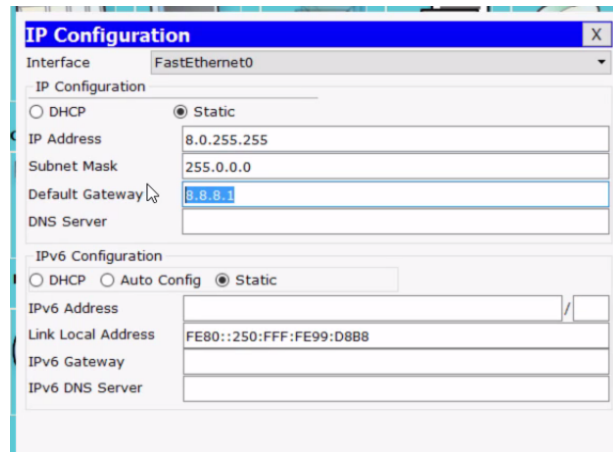 IP Configuration X
Interface FastEthernet0
IP Configuration
DHCP Static
IP Address 8.0.255.255
Subnet Mask 255.0.0.0
Default Gateway 8.8.8.1
DNS Server
IPv6 Configuration
DHCP Auto Config Static
IPv6 Address /
Link Local Address FE80::250:FFF:FE99:D8B8
IPv6 Gateway
IPv6 DNS Server